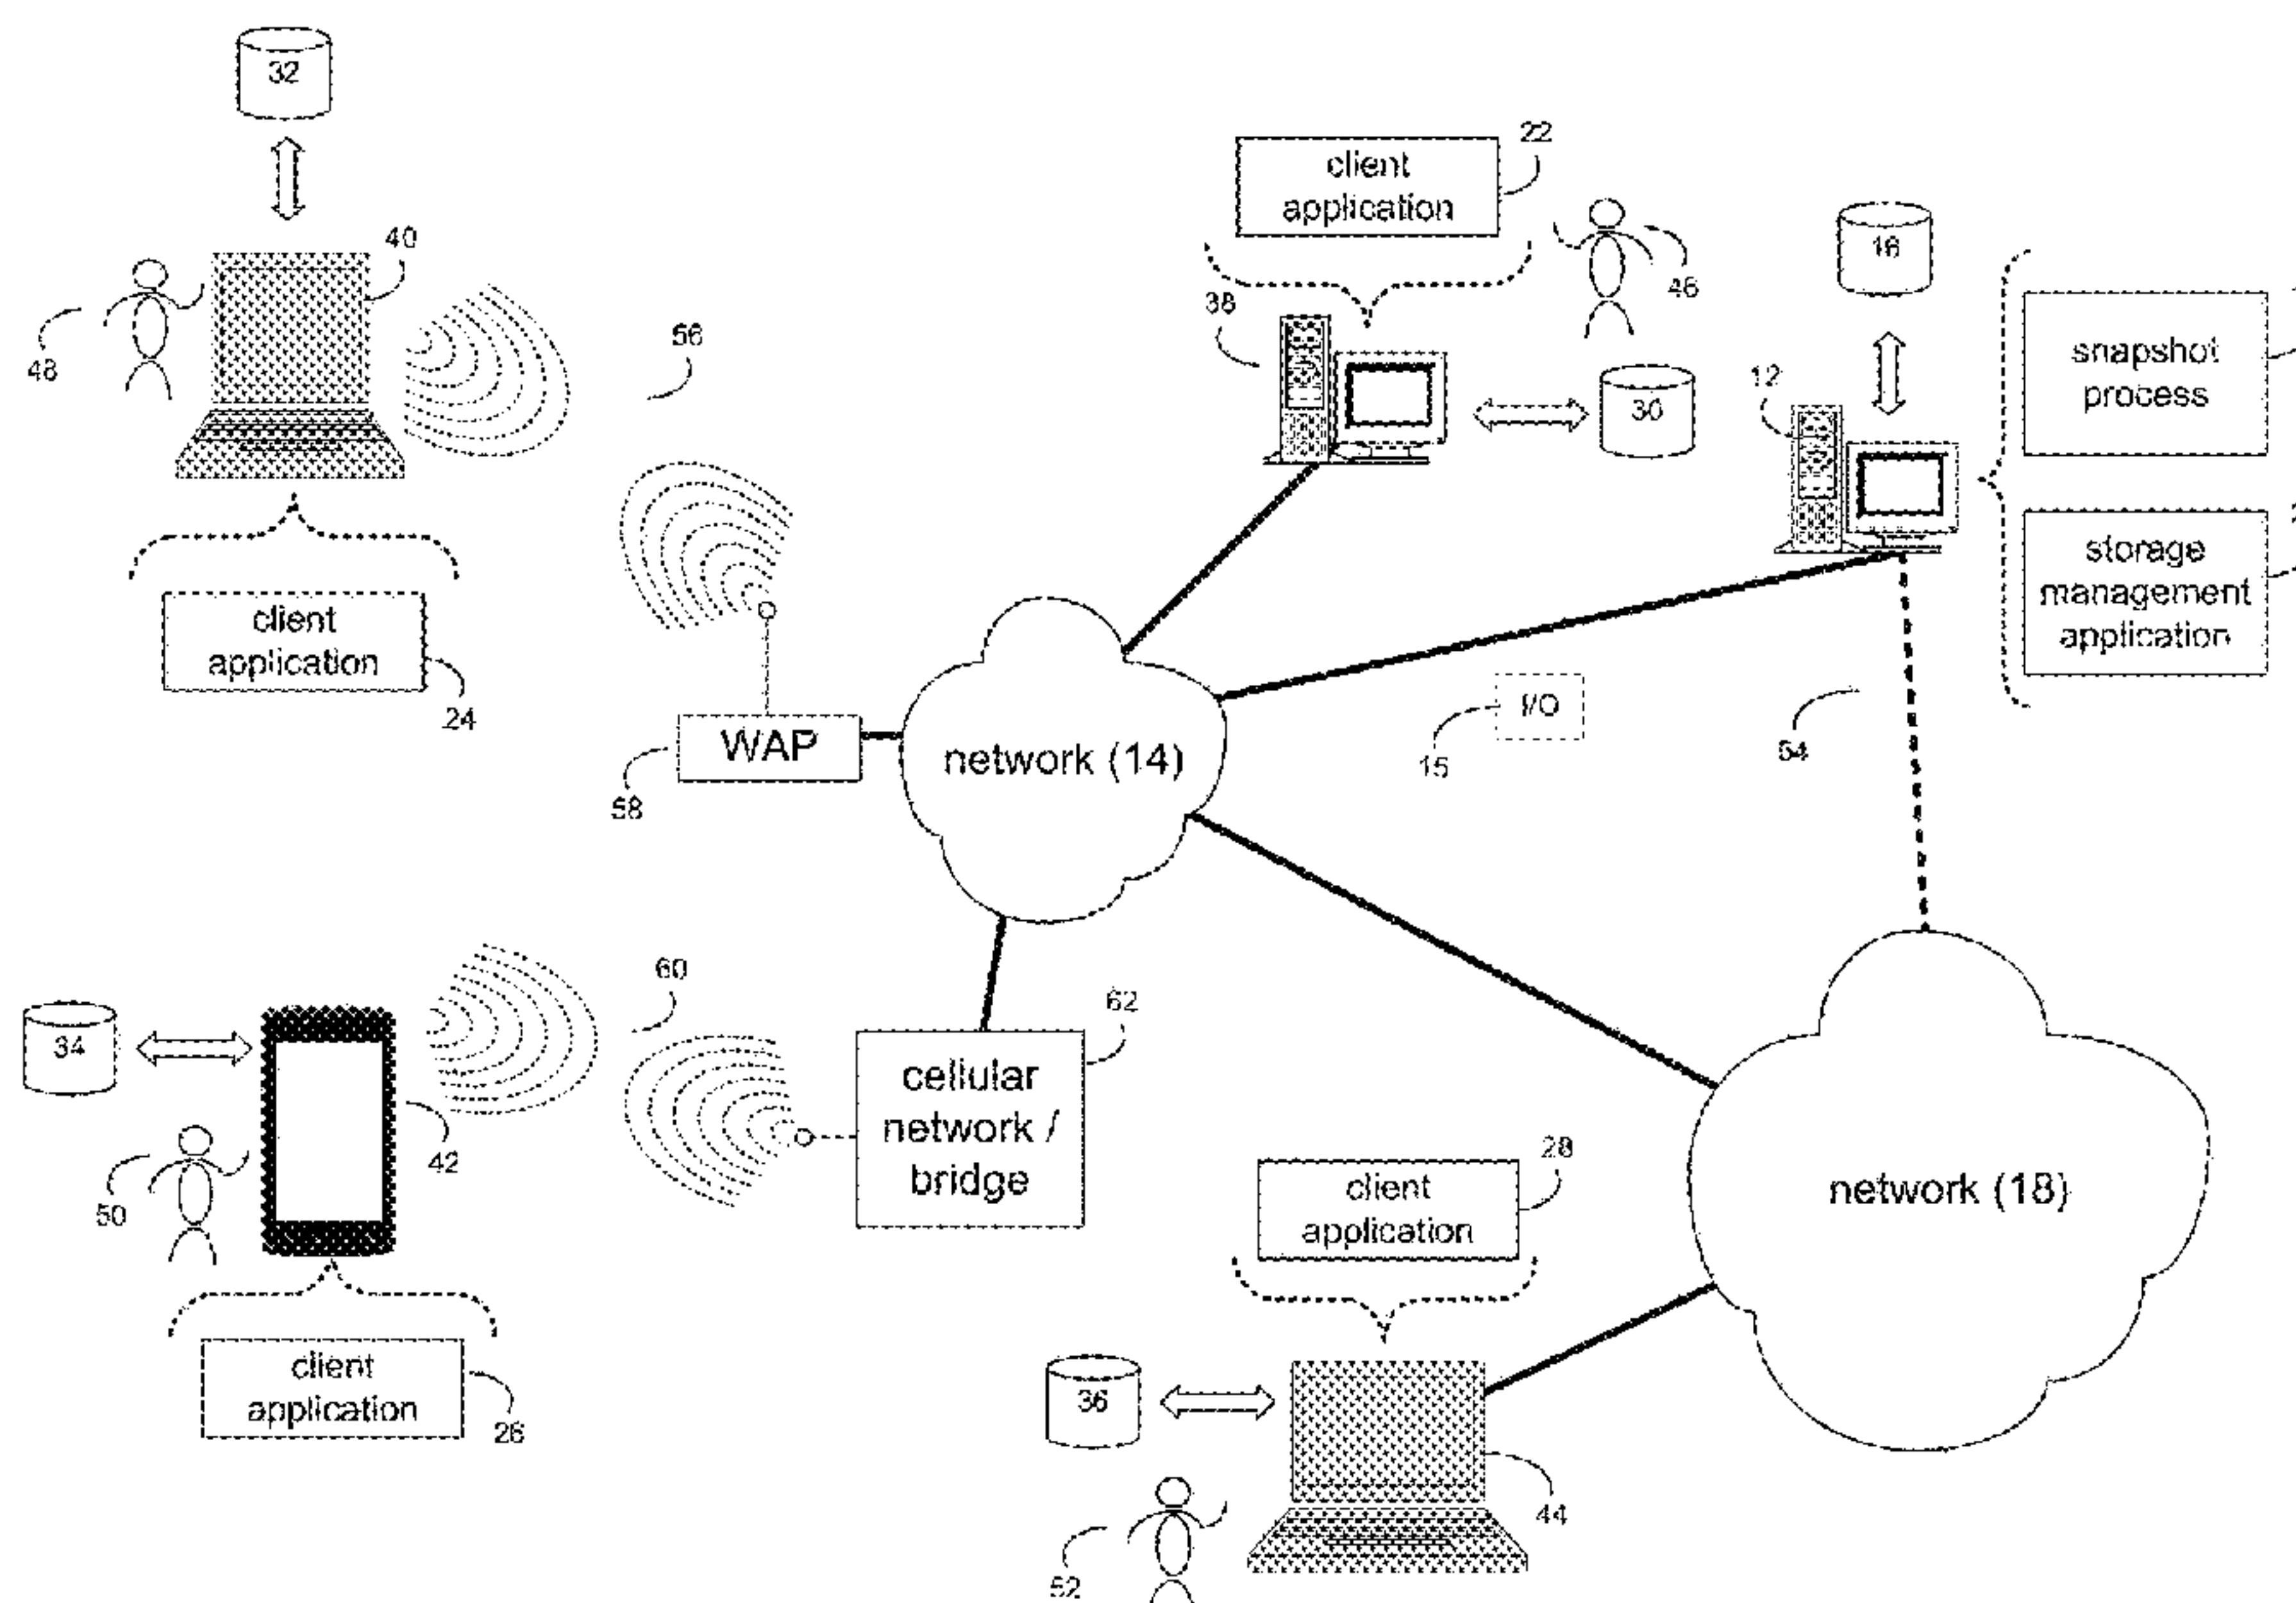 32
40
48
client
application
24
56
WAP
58
client
application
22
46
38
30
16
12
snapshot
process
storage
management
application
network (14)
I/O
15
54
34
42
50
60
cellular
network /
bridge
62
client
application
26
client
application
28
36
44
52
network (18)